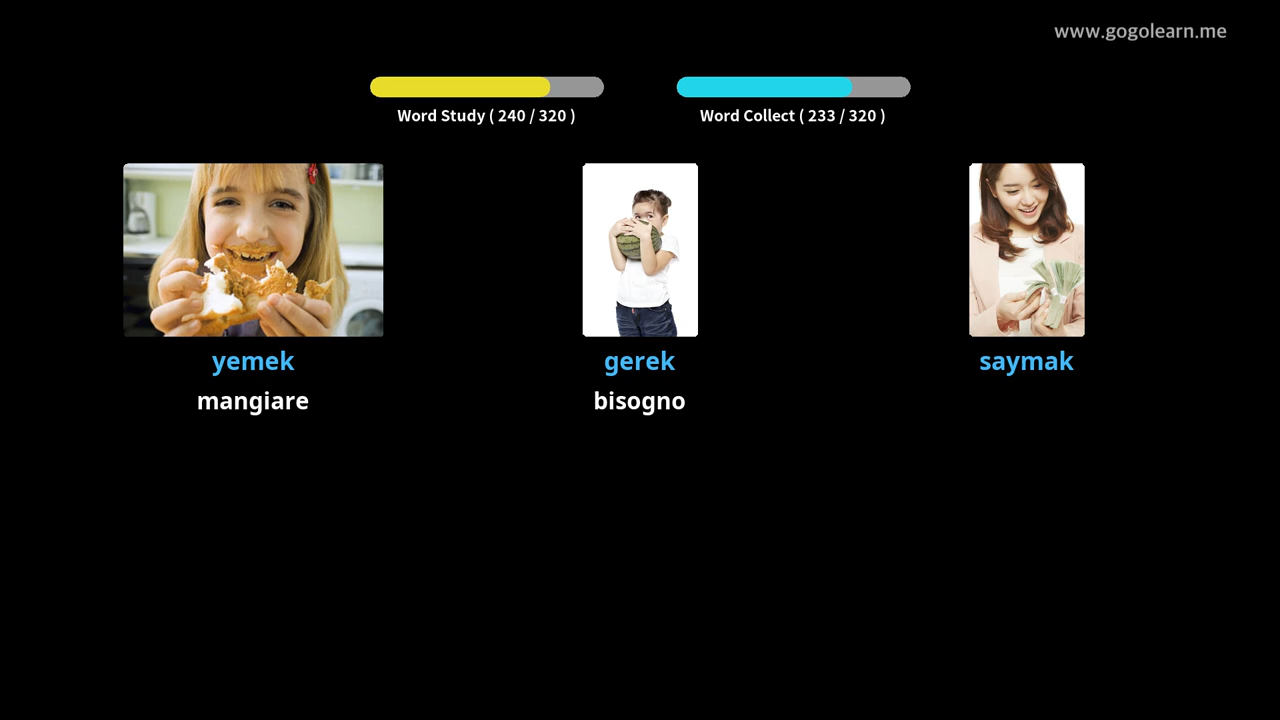 www.gogolearn.me
Word Study ( 240 / 320 )
Word Collect ( 233 / 320 )
yemek
gerek
saymak
mangiare
bisogno